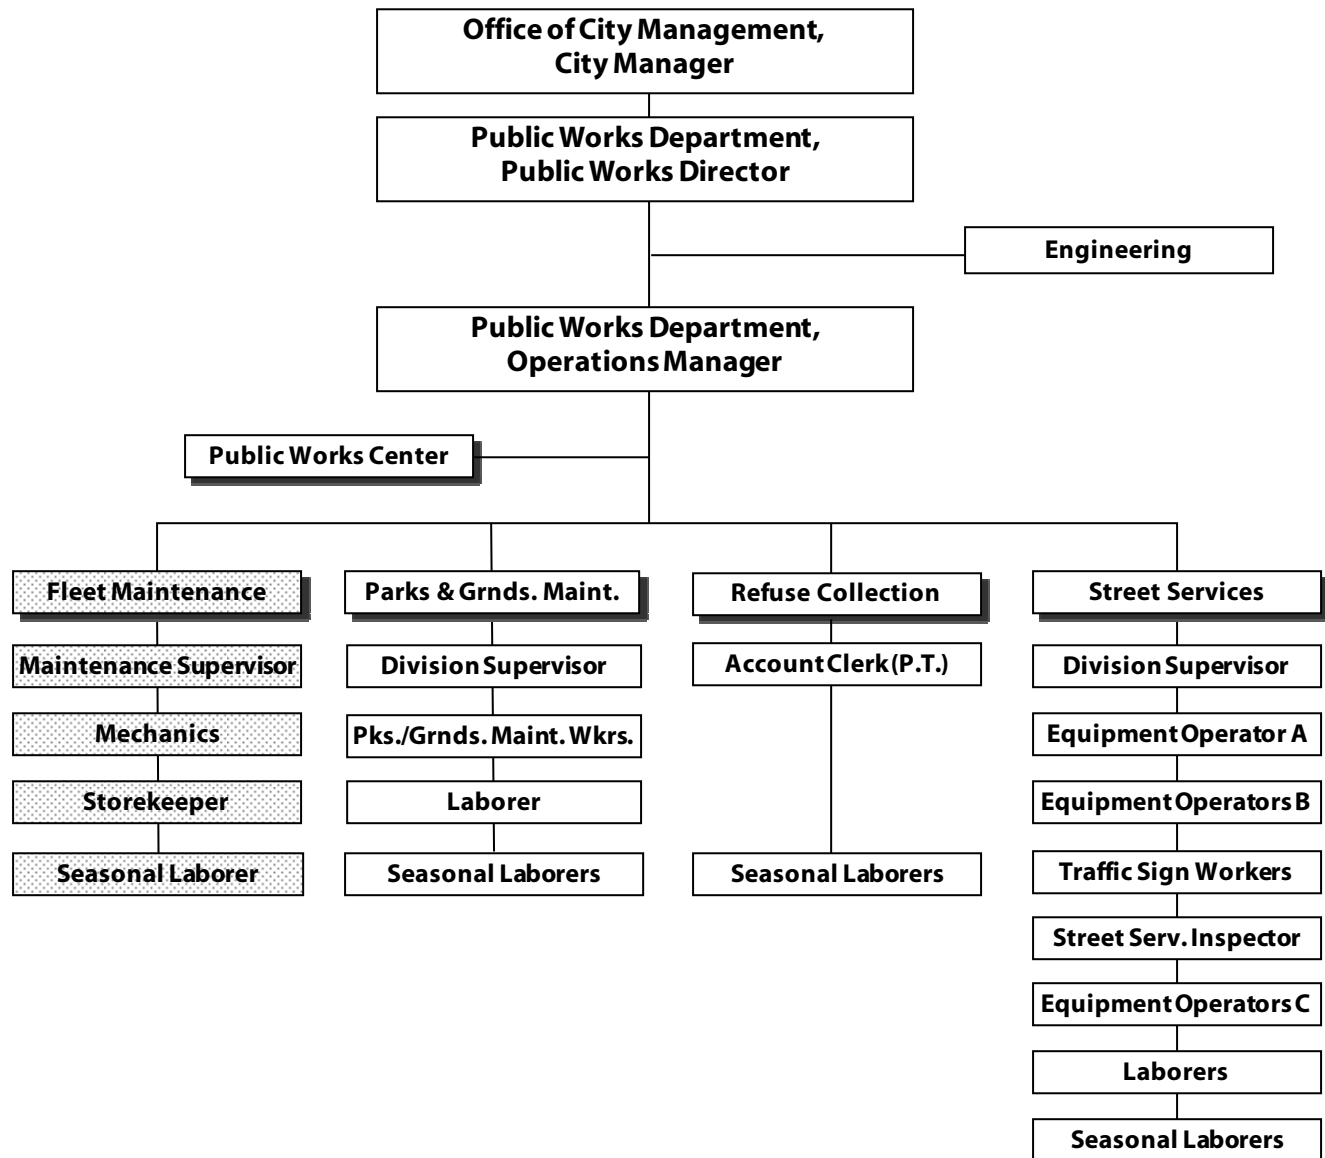 Office of City Management,
City Manager
Public Works Department,
Public Works Director
Engineering
Public Works Department,
Operations Manager
Public Works Center
Fleet Maintenance
Maintenance Supervisor
Mechanics
Storekeeper
Seasonal Laborer
Parks & Grnds. Maint.
Division Supervisor
Pks./Grnds. Maint. Wkrs.
Laborer
Seasonal Laborers
Refuse Collection
Account Clerk (P.T.)
Seasonal Laborers
Street Services
Division Supervisor
Equipment Operator A
Equipment Operators B
Traffic Sign Workers
Street Serv. Inspector
Equipment Operators C
Laborers
Seasonal Laborers